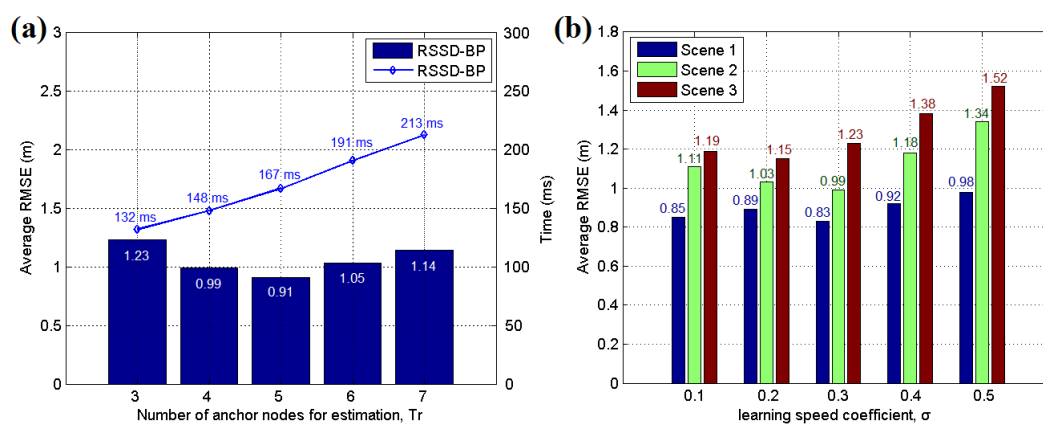 (a)
3
2.5
2
1.5
1
0.5
0
Average RMSE (m)
RSSD-BP
RSSD-BP
132 ms
148 ms
167 ms
191 ms
213 ms
1.23
0.99
0.91
1.05
1.14
3 4 5 6 7
Number of anchor nodes for estimation, Tr
300
250
200
150
100
50
0
Time (ms)
(b)
1.8
1.6
1.4
1.2
1
0.8
0.6
0.4
0.2
0
Average RMSE (m)
Scene 1
Scene 2
Scene 3
0.85 1.11 1.19
0.89 1.03 1.15
0.83 0.99 1.23
0.92 1.18 1.38
0.98 1.34 1.52
0.1 0.2 0.3 0.4 0.5
learning speed coefficient, σ